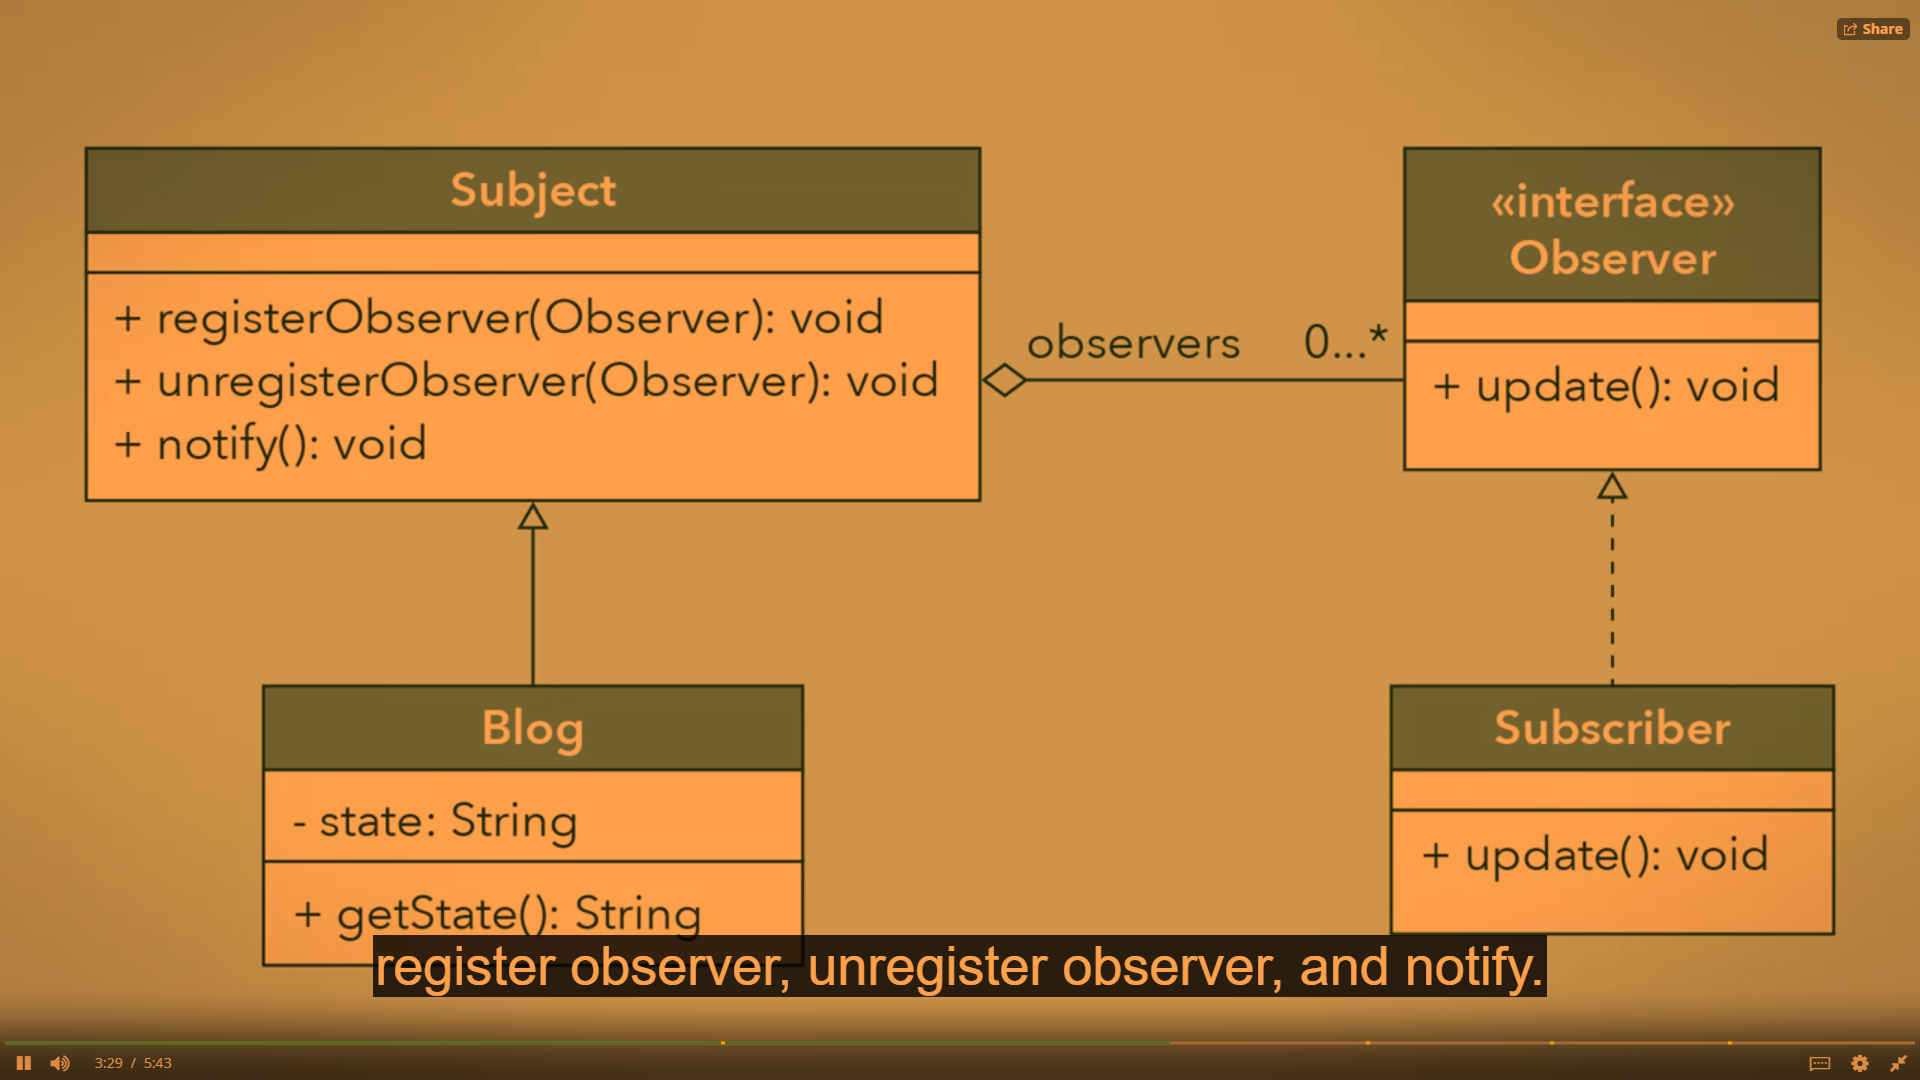 Share
Subject
+ registerObserver(Observer): void
+ unregisterObserver(Observer): void
+ notify(): void
observers 0...*
«interface»
Observer
+ update(): void
Blog
- state: String
+ getState(): String
Subscriber
+ update(): void
register observer, unregister observer, and notify.
3:29 / 5:43